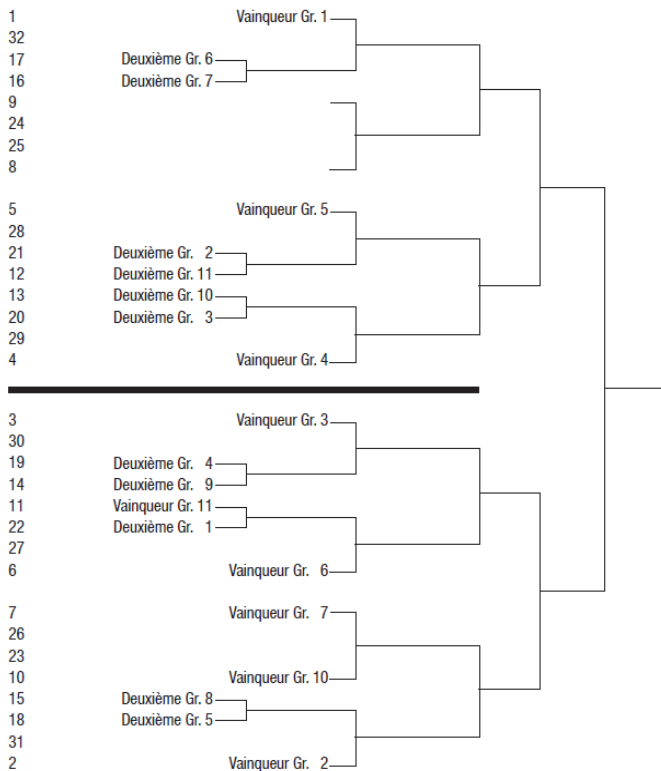 1 Vainqueur Gr. 1
32
17 Deuxième Gr. 6
16 Deuxième Gr. 7
9
24
25
8
5 Vainqueur Gr. 5
28
21 Deuxième Gr. 2
12 Deuxième Gr. 11
13 Deuxième Gr. 10
20 Deuxième Gr. 3
29
4 Vainqueur Gr. 4
3 Vainqueur Gr. 3
30
19 Deuxième Gr. 4
14 Deuxième Gr. 9
11 Vainqueur Gr. 11
22 Deuxième Gr. 1
27
6 Vainqueur Gr. 6
7 Vainqueur Gr. 7
26
23
10 Vainqueur Gr. 10
15 Deuxième Gr. 8
18 Deuxième Gr. 5
31
2 Vainqueur Gr. 2